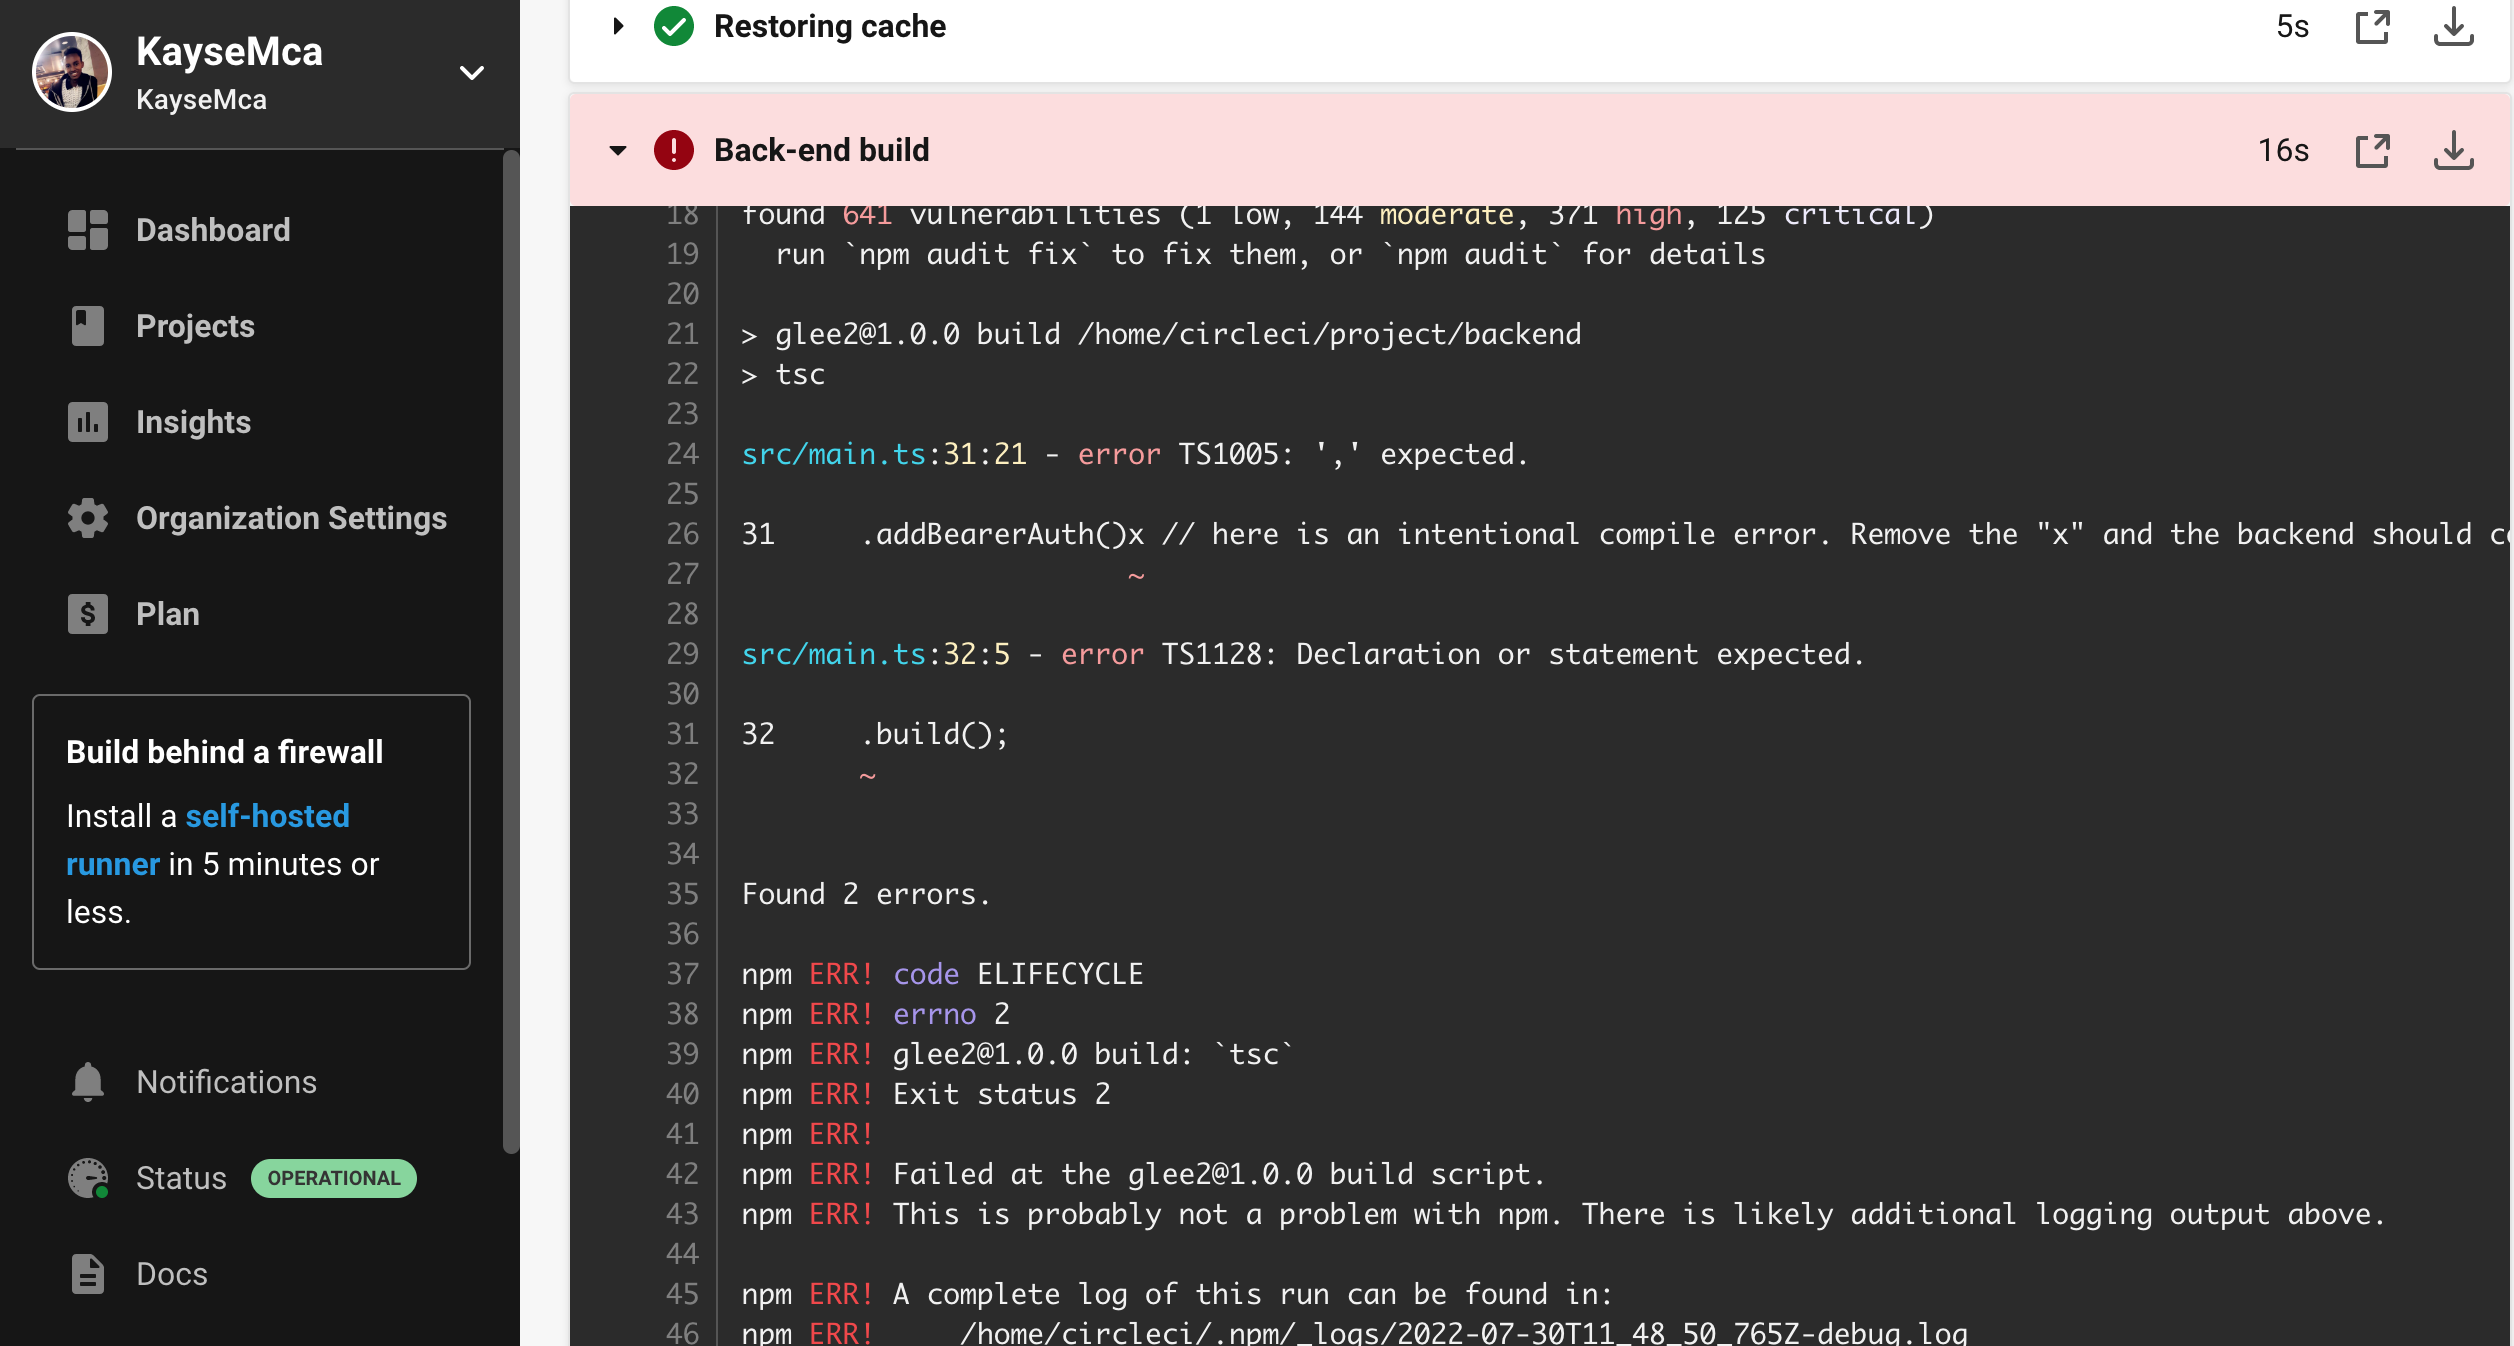 KayseMca
KayseMca
Dashboard
Projects
Insights
Organization Settings
Plan
Build behind a firewall
Install a self-hosted
runner in 5 minutes or
less.
Notifications
Status OPERATIONAL
Docs
Restoring cache 5s
Back-end build 16s
18 found 641 vulnerabilities (1 low, 144 moderate, 371 high, 125 critical)
19   run `npm audit fix` to fix them, or `npm audit` for details
20
21 > glee2@1.0.0 build /home/circleci/project/backend
22 > tsc
23
24 src/main.ts:31:21 - error TS1005: ',' expected.
25
26 31     .addBearerAuth()x // here is an intentional compile error. Remove the "x" and the backend should
27                        ~
28
29 src/main.ts:32:5 - error TS1128: Declaration or statement expected.
30
31 32     .build();
32        ~
33
34
35 Found 2 errors.
36
37 npm ERR! code ELIFECYCLE
38 npm ERR! errno 2
39 npm ERR! glee2@1.0.0 build: `tsc`
40 npm ERR! Exit status 2
41 npm ERR!
42 npm ERR! Failed at the glee2@1.0.0 build script.
43 npm ERR! This is probably not a problem with npm. There is likely additional logging output above.
44
45 npm ERR! A complete log of this run can be found in:
46 npm ERR!     /home/circleci/.npm/_logs/2022-07-30T11_48_50_765Z-debug.log